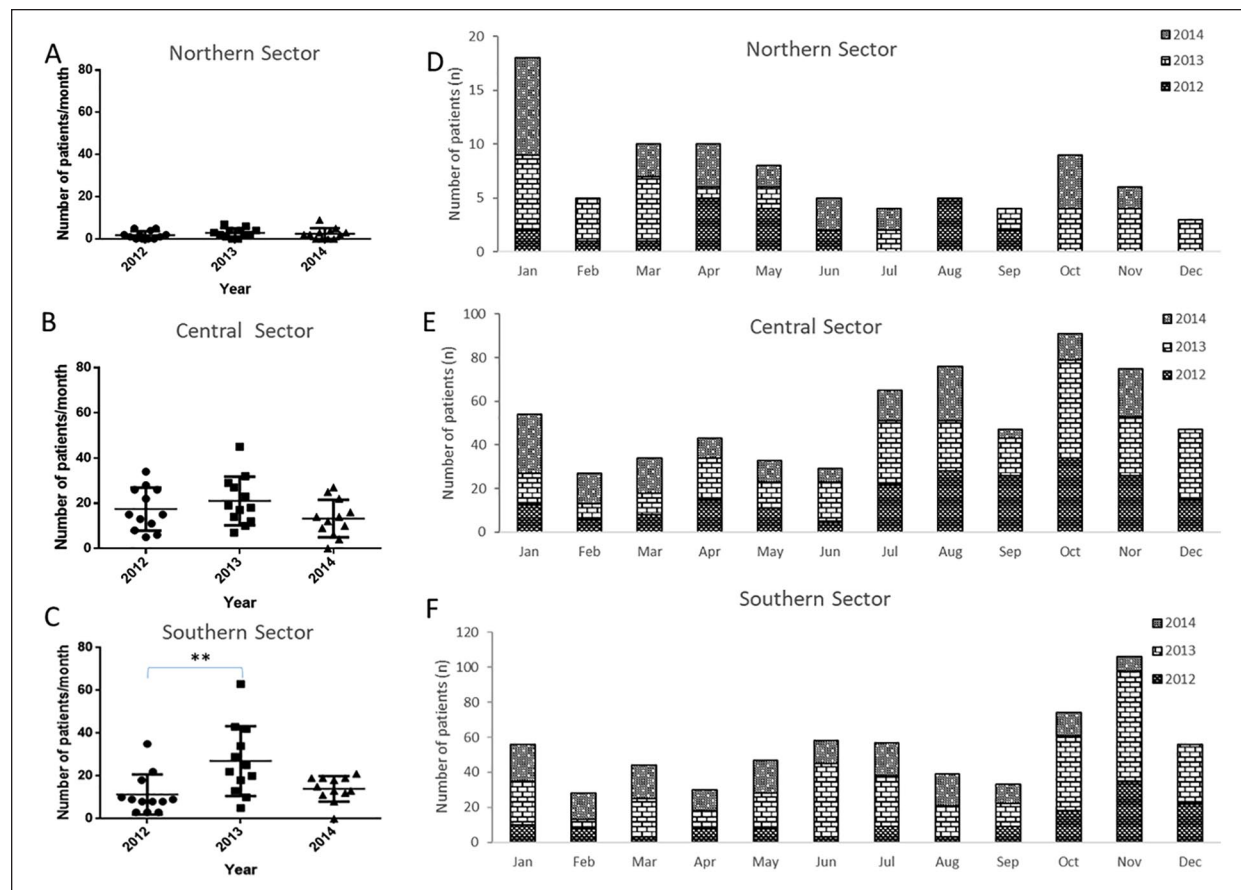 A
Northern Sector
Number of patients/month
80
60
40
20
0
2012
2013
2014
Year
B
Central Sector
Number of patients/month
80
60
40
20
0
2012
2013
2014
Year
C
Southern Sector
Number of patients/month
80
60
40
20
0
**
2012
2013
2014
Year
D
Northern Sector
Number of patients (n)
20
15
10
5
0
Jan Feb Mar Apr May Jun Jul Aug Sep Oct Nov Dec
2014
2013
2012
E
Central Sector
Number of patients (n)
100
80
60
40
20
0
Jan Feb Mar Apr May Jun Jul Aug Sep Oct Nor Dec
2014
2013
2012
F
Southern Sector
Number of patients (n)
120
100
80
60
40
20
0
Jan Feb Mar Apr May Jun Jul Aug Sep Oct Nov Dec
2014
2013
2012